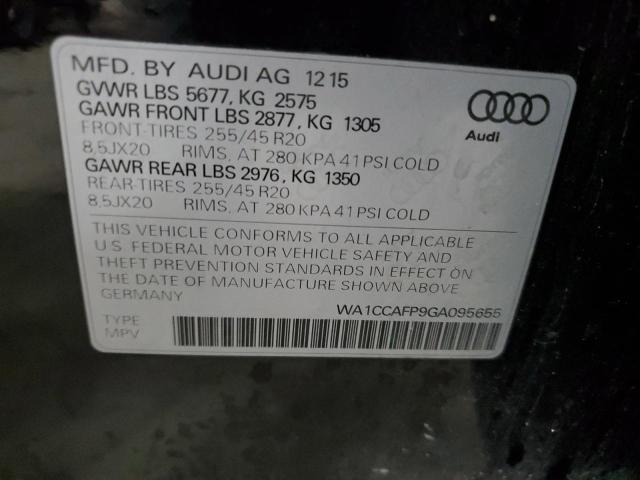 MFD. BY AUDI AG 12 15
GVWR LBS 5677, KG 2575
GAWR FRONT LBS 2877, KG 1305
FRONT-TIRES 255/45 R20
8,5JX20 RIMS, AT 280 KPA 41 PSI COLD
GAWR REAR LBS 2976, KG 1350
REAR-TIRES 255/45 R20
8,5JX20 RIMS, AT 280 KPA 41 PSI COLD
Audi
THIS VEHICLE CONFORMS TO ALL APPLICABLE
U.S. FEDERAL MOTOR VEHICLE SAFETY AND
THEFT PREVENTION STANDARDS IN EFFECT ON
THE DATE OF MANUFACTURE SHOWN ABOVE.
GERMANY
WA1CCAFP9GA095655
TYPE
MPV